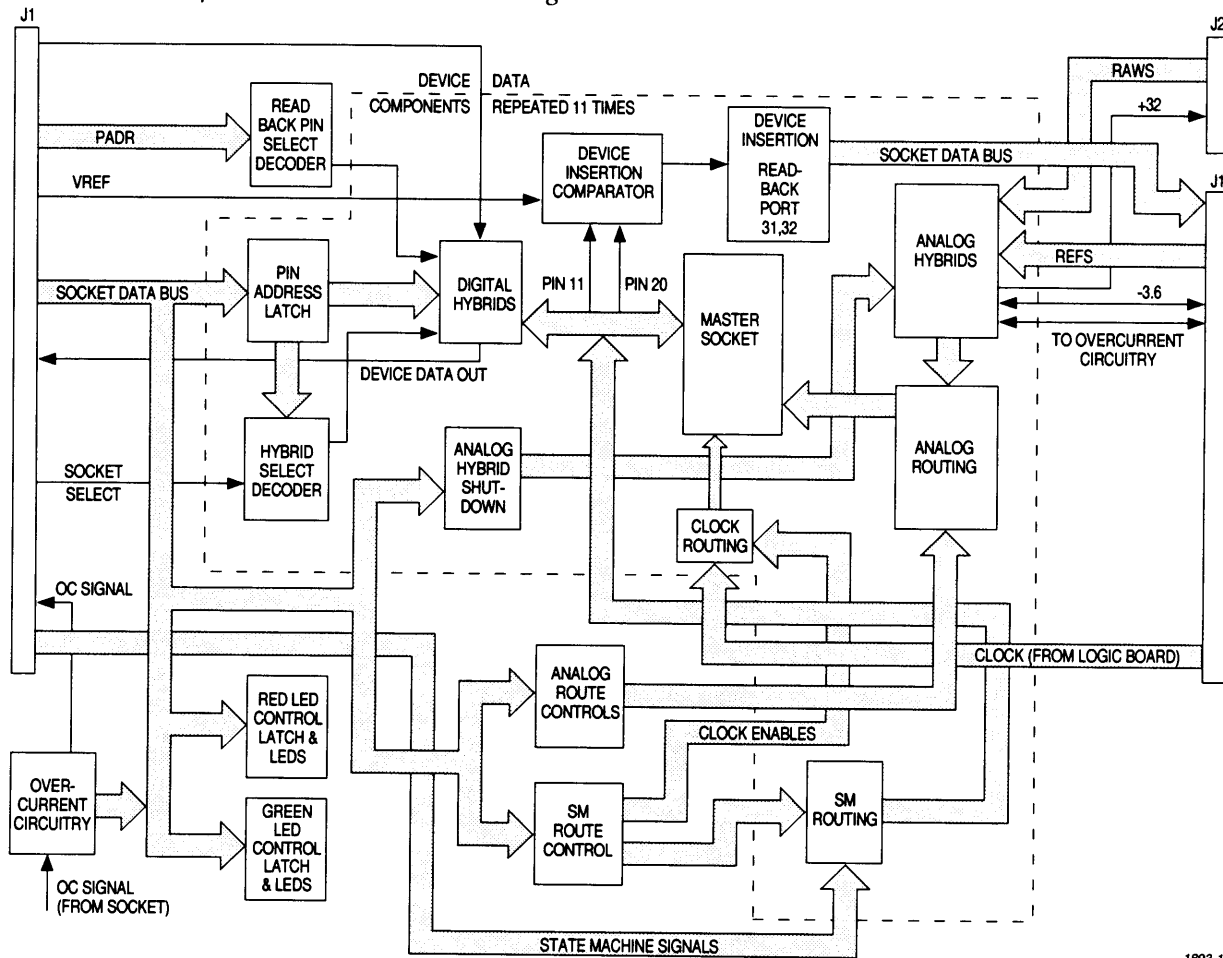 J1
J2
DEVICE DATA
COMPONENTS REPEATED 11 TIMES
RAWS
+32
READ
BACK PIN
SELECT
DECODER
PADR
DEVICE
INSERTION
COMPARATOR
DEVICE
INSERTION
READ-
BACK
PORT
31,32
SOCKET DATA BUS
J1
VREF
ANALOG
HYBRIDS
REFS
PIN
ADDRESS
LATCH
SOCKET DATA BUS
DIGITAL
HYBRIDS
PIN 11
PIN 20
MASTER
SOCKET
-3.6
TO OVERCURRENT
CIRCUITRY
DEVICE DATA OUT
HYBRID
SELECT
DECODER
SOCKET
SELECT
ANALOG
HYBRID
SHUT-
DOWN
ANALOG
ROUTING
CLOCK
ROUTING
OC SIGNAL
CLOCK (FROM LOGIC BOARD)
RED LED
CONTROL
LATCH &
LEDS
ANALOG
ROUTE
CONTROLS
CLOCK ENABLES
OVER-
CURRENT
CIRCUITRY
GREEN
LED
CONTROL
LATCH
& LEDS
SM
ROUTE
CONTROL
SM
ROUTING
OC SIGNAL
(FROM SOCKET)
STATE MACHINE SIGNALS